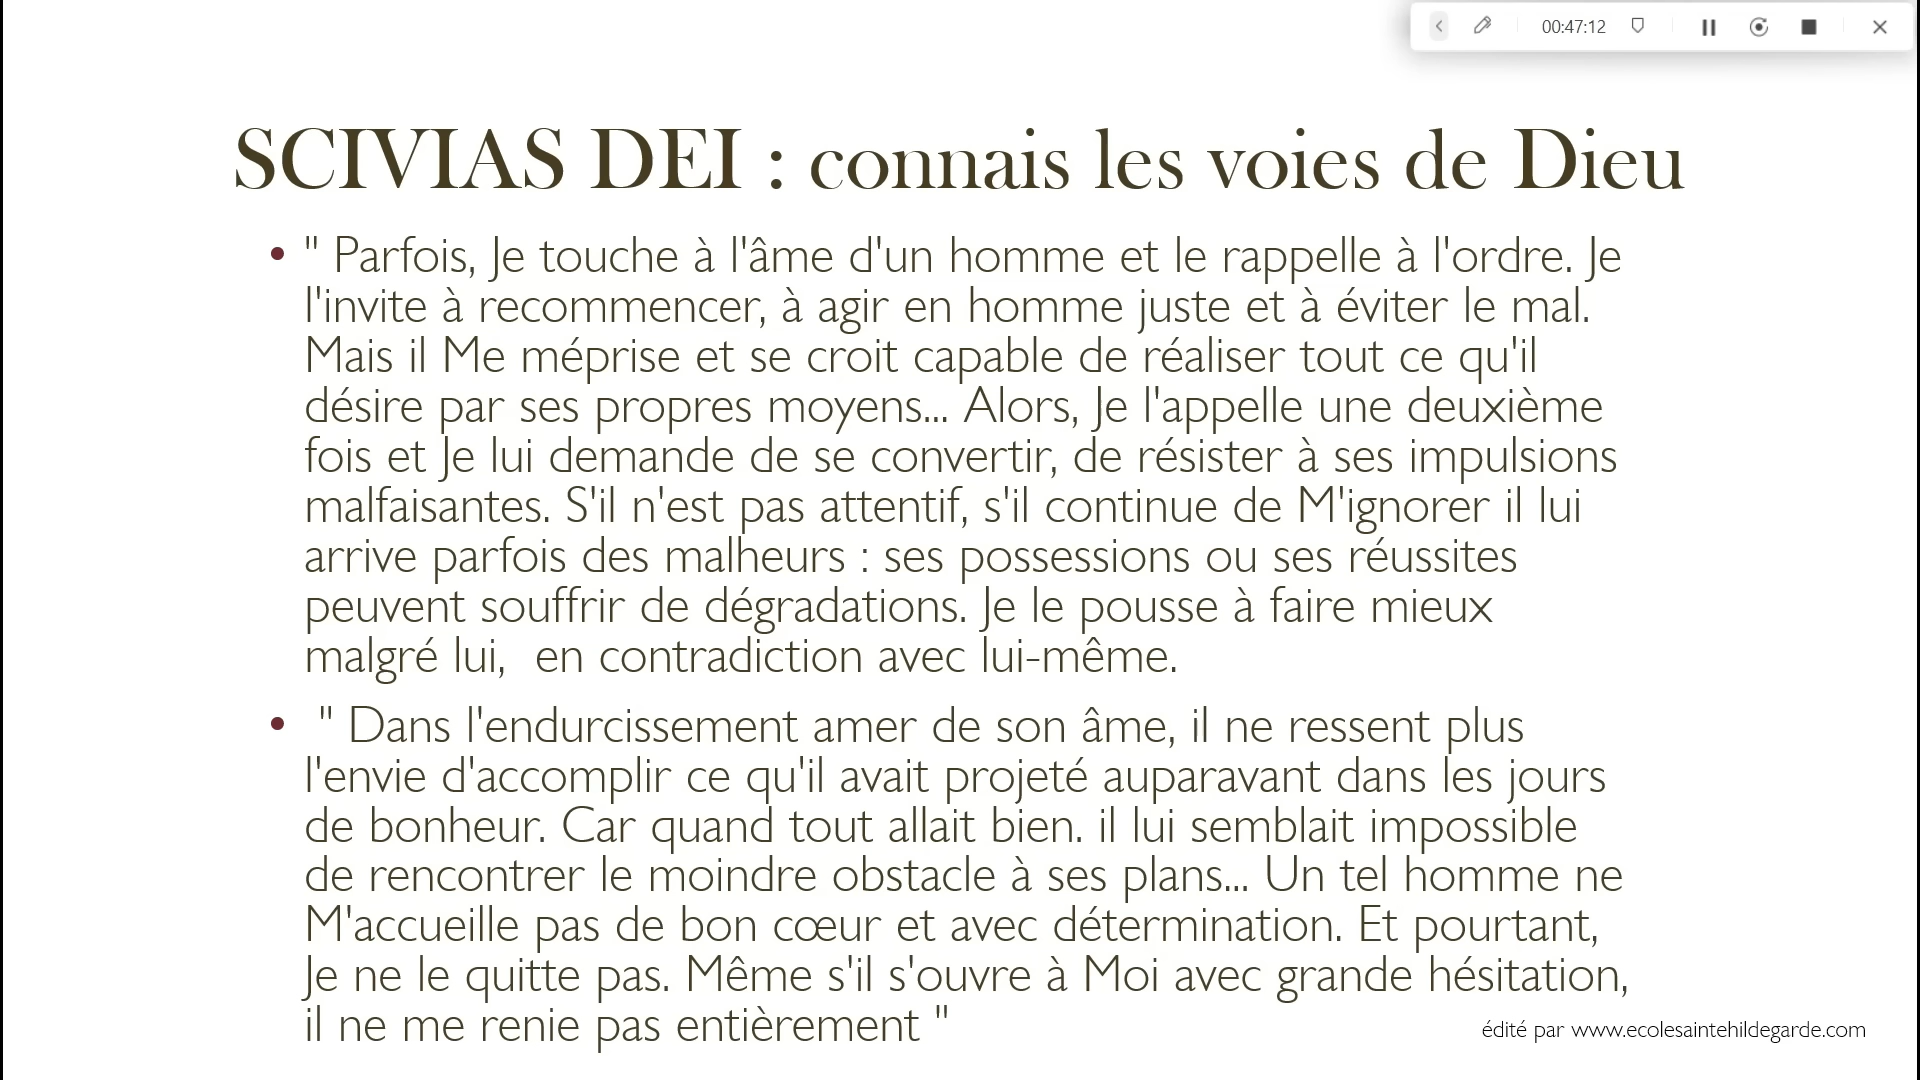 00:47:12
SCIVIAS DEI : connais les voies de Dieu
• " Parfois, Je touche à l'âme d'un homme et le rappelle à l'ordre. Je
l'invite à recommencer, à agir en homme juste et à éviter le mal.
Mais il Me méprise et se croit capable de réaliser tout ce qu'il
désire par ses propres moyens... Alors, Je l'appelle une deuxième
fois et Je lui demande de se convertir, de résister à ses impulsions
malfaisantes. S'il n'est pas attentif, s'il continue de M'ignorer il lui
arrive parfois des malheurs : ses possessions ou ses réussites
peuvent souffrir de dégradations. Je le pousse à faire mieux
malgré lui,  en contradiction avec lui-même.
• " Dans l'endurcissement amer de son âme, il ne ressent plus
l'envie d'accomplir ce qu'il avait projeté auparavant dans les jours
de bonheur. Car quand tout allait bien. il lui semblait impossible
de rencontrer le moindre obstacle à ses plans... Un tel homme ne
M'accueille pas de bon cœur et avec détermination. Et pourtant,
Je ne le quitte pas. Même s'il s'ouvre à Moi avec grande hésitation,
il ne me renie pas entièrement "
édité par www.ecolesaintehildegarde.com